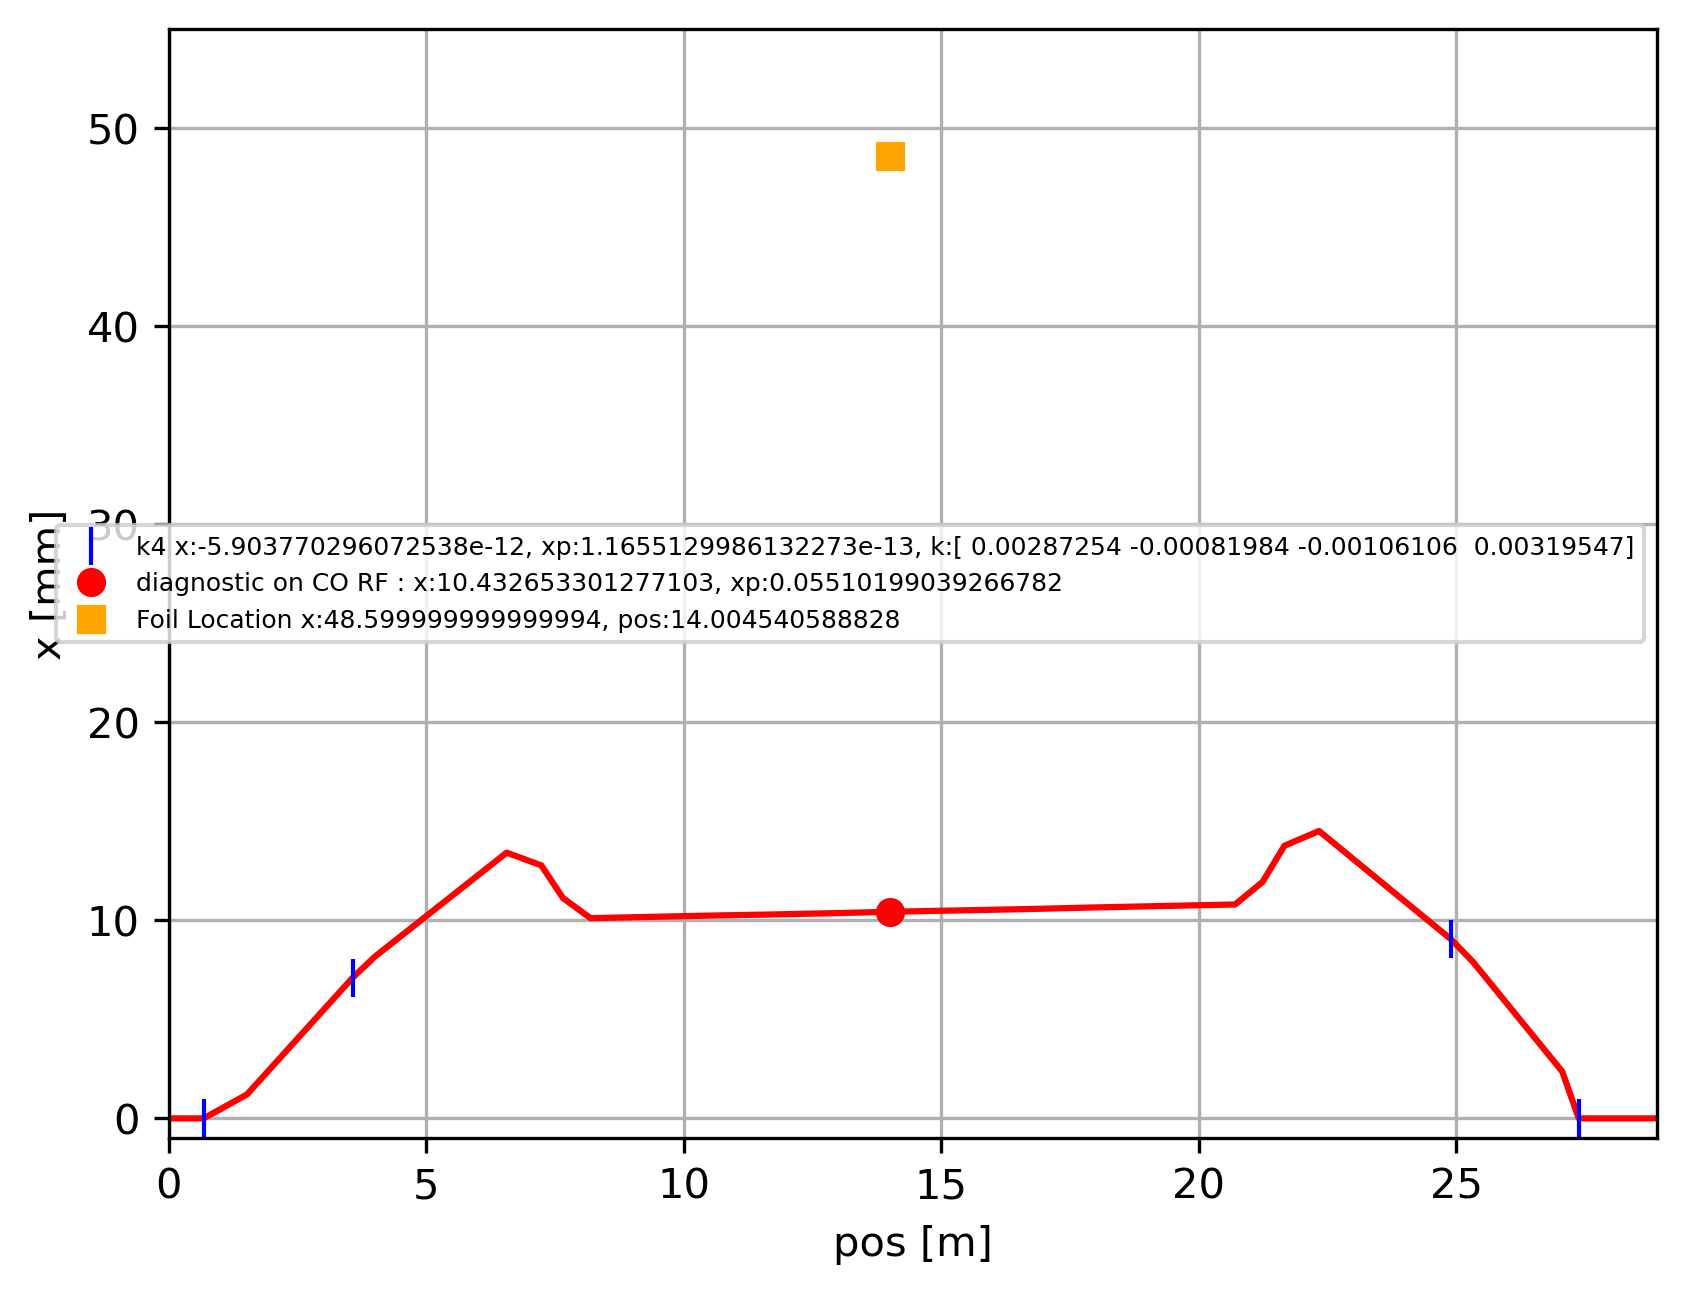 50
40
30
20
10
0
x [mm]
k4 x:-5.903770296072538e-12, xp:1.1655129986132273e-13, k:[ 0.00287254 -0.00081984 -0.00106106  0.00319547]
diagnostic on CO RF : x:10.432653301277103, xp:0.05510199039266782
Foil Location x:48.599999999999994, pos:14.004540588828
0 5 10 15 20 25
pos [m]